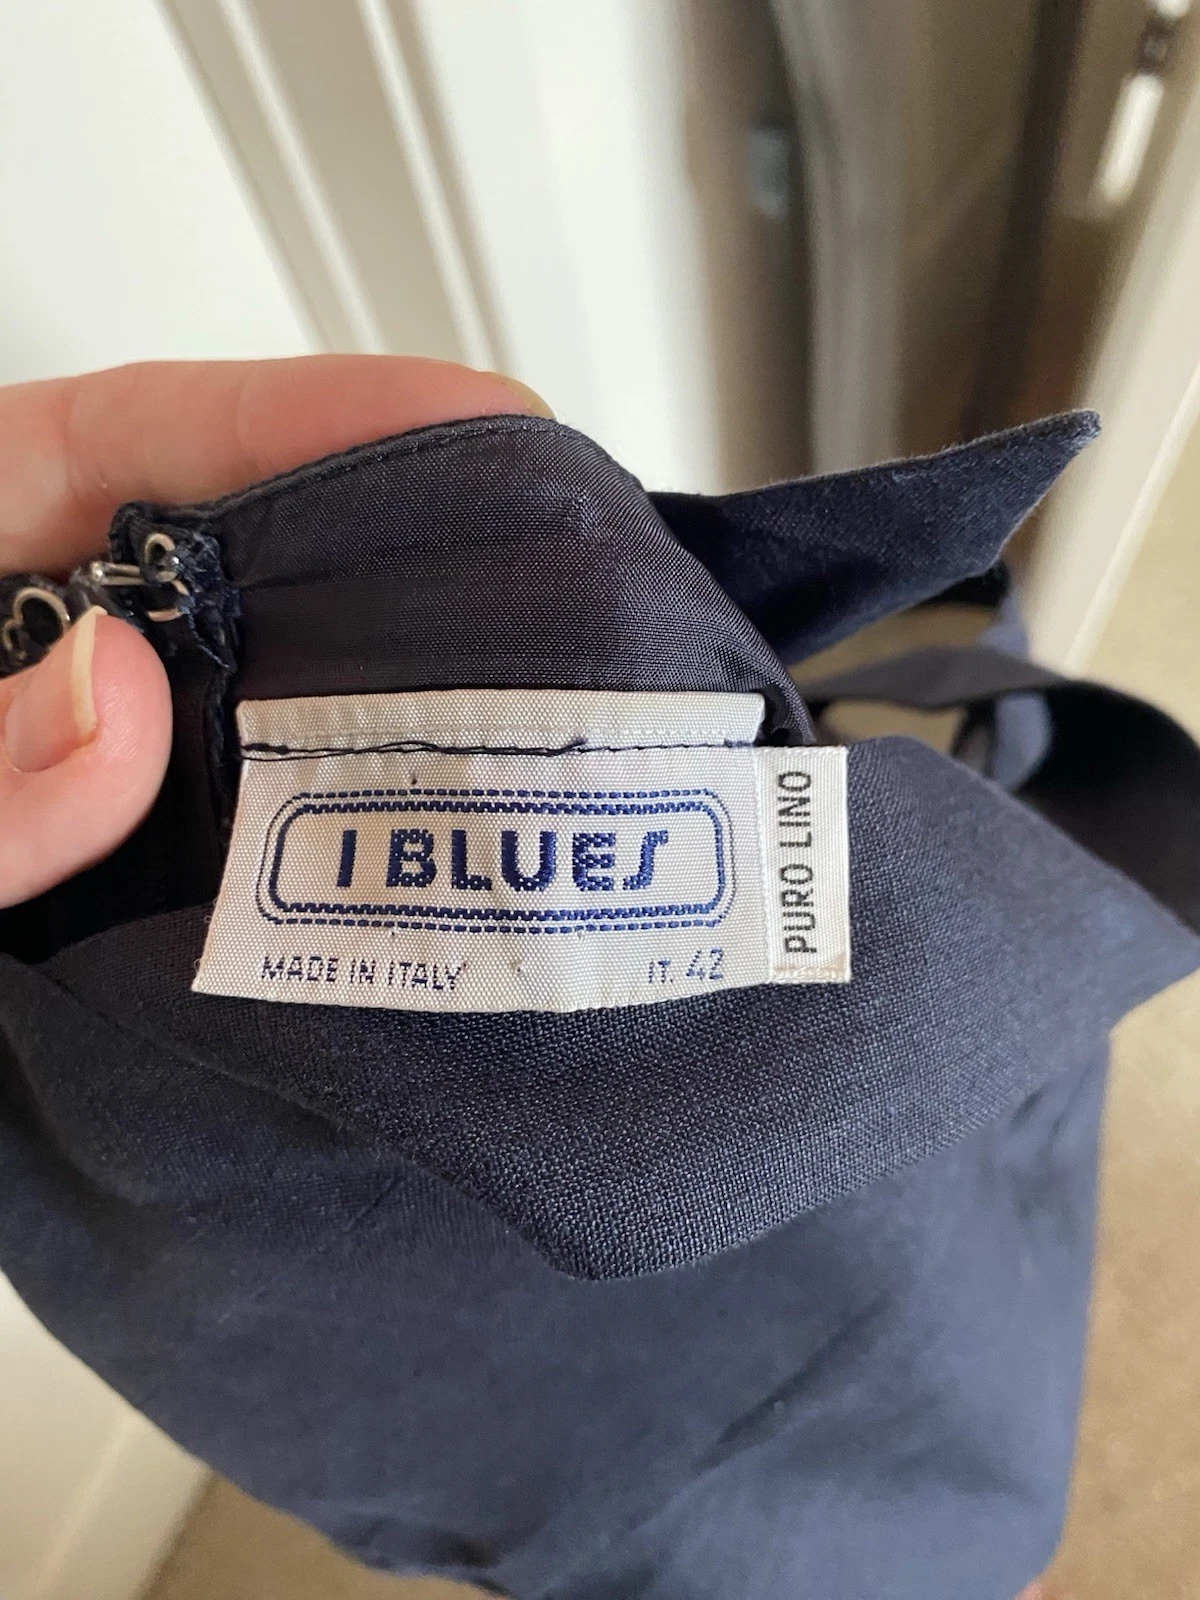 I BLUES
MADE IN ITALY IT. 42
PURO LINO